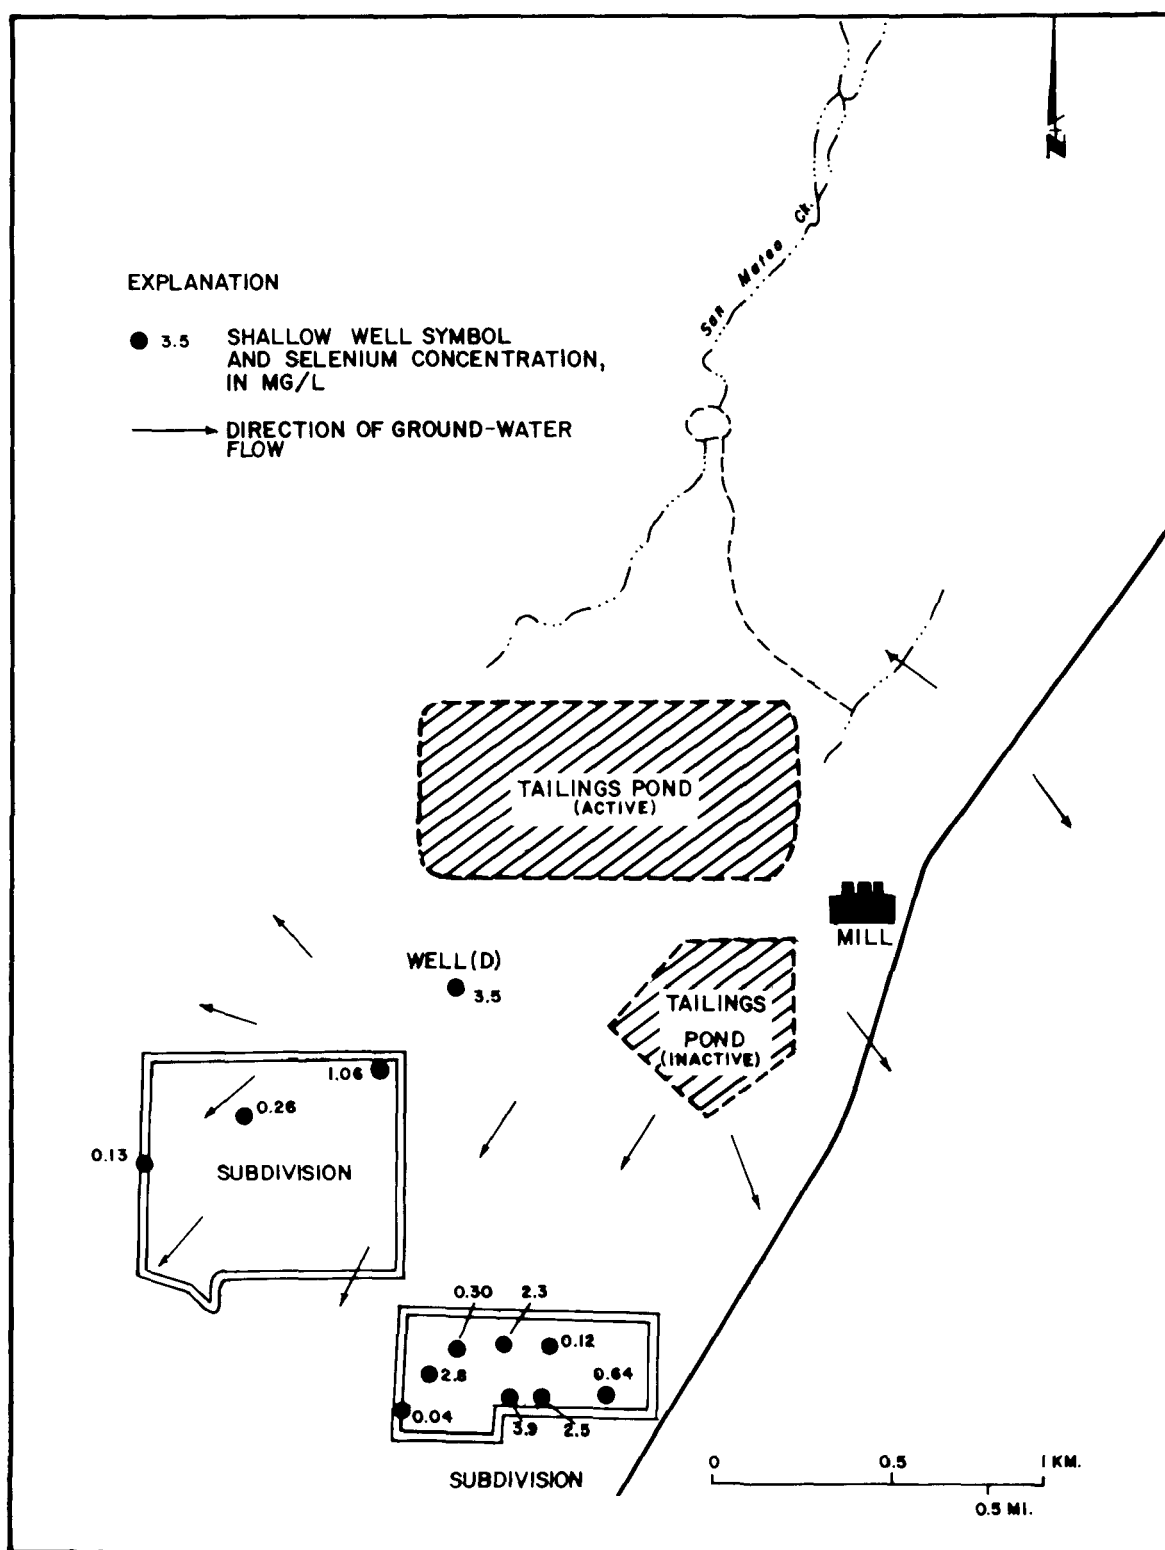 N
San Mateo Ck.
EXPLANATION
3.5 SHALLOW WELL SYMBOL
AND SELENIUM CONCENTRATION,
IN MG/L
DIRECTION OF GROUND-WATER
FLOW
TAILINGS POND
(ACTIVE)
MILL
WELL(D)
3.5
TAILINGS
POND
(INACTIVE)
1.06
0.26
0.13
SUBDIVISION
0.30 2.3
0.12
2.8
0.64
0.04
3.9 2.5
SUBDIVISION
0 0.5 1 KM.
0.5 MI.